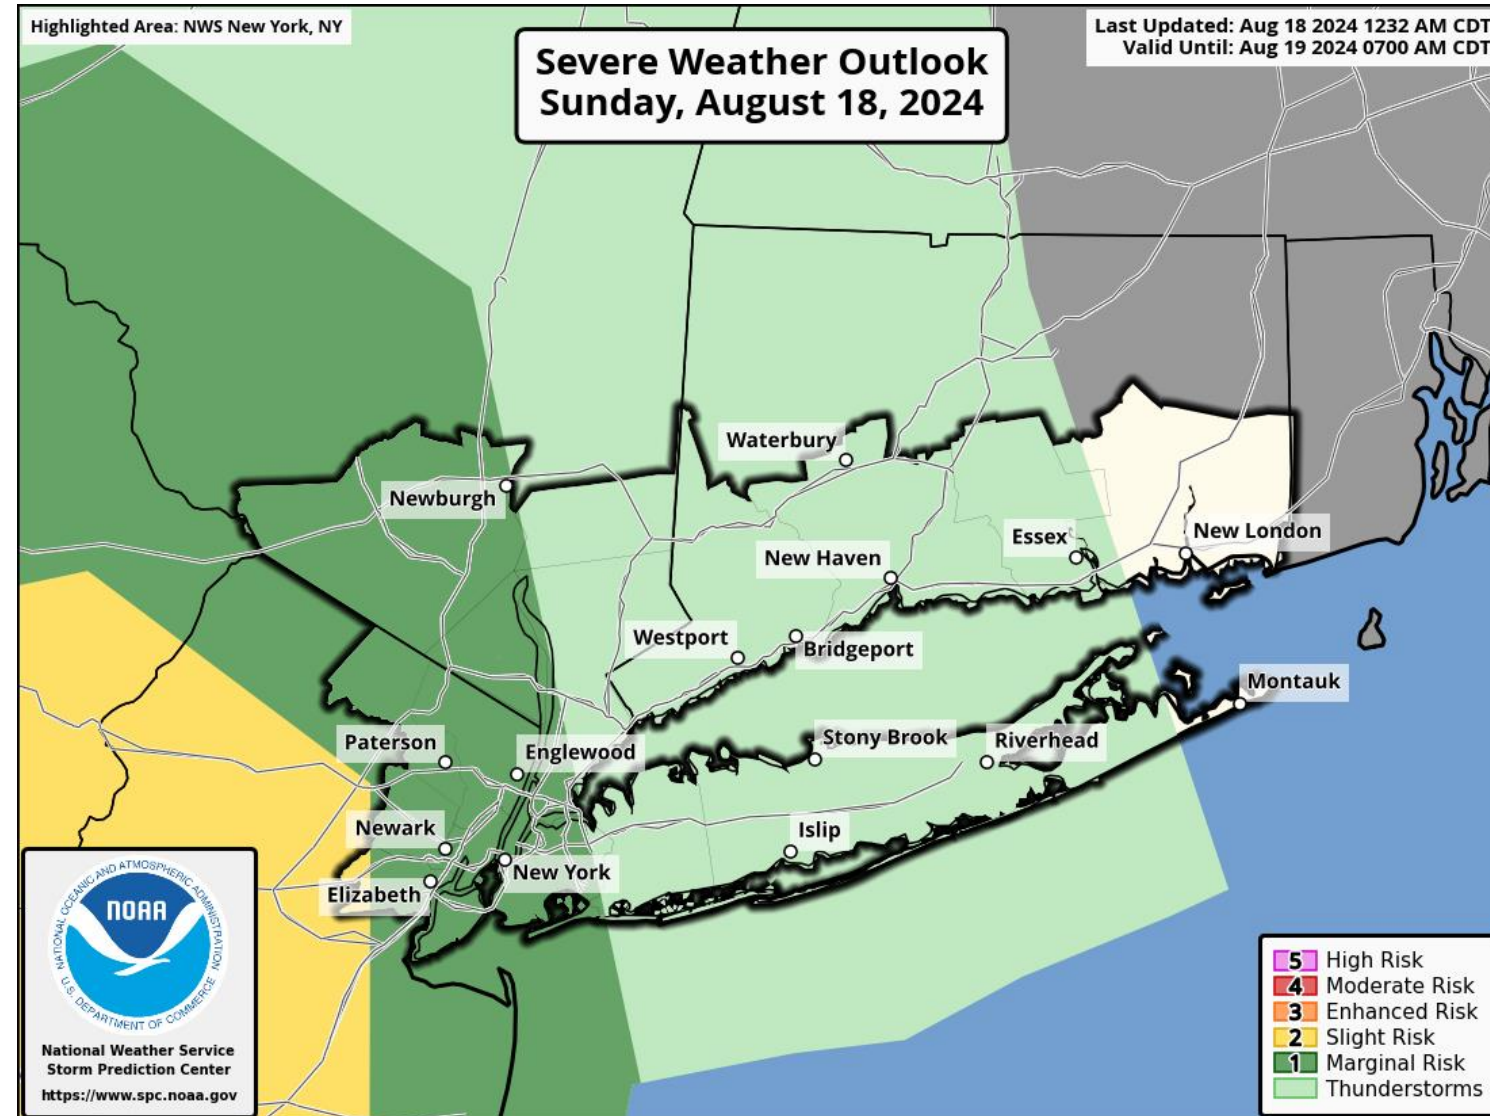 Highlighted Area: NWS New York, NY
Severe Weather Outlook
Sunday, August 18, 2024
Last Updated: Aug 18 2024 1232 AM CDT
Valid Until: Aug 19 2024 0700 AM CDT
Waterbury
Newburgh
New London
Essex
New Haven
Westport
Bridgeport
Montauk
Paterson
Englewood
Stony Brook
Riverhead
Newark
Islip
New York
Elizabeth
NATIONAL OCEANIC AND ATMOSPHERIC ADMINISTRATION
NOAA
U.S. DEPARTMENT OF COMMERCE
National Weather Service
Storm Prediction Center
https://www.spc.noaa.gov
5 High Risk
4 Moderate Risk
3 Enhanced Risk
2 Slight Risk
1 Marginal Risk
Thunderstorms